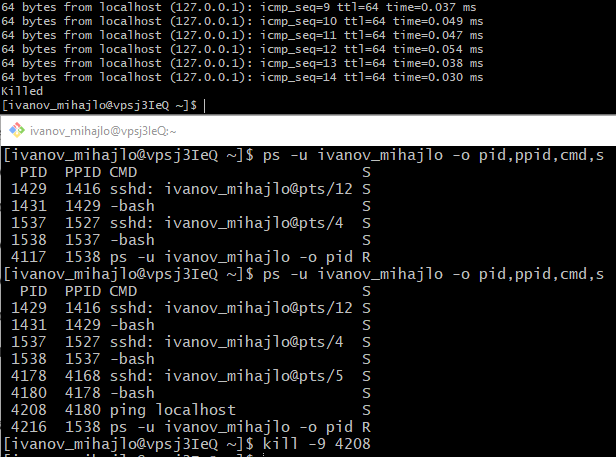 64 bytes from localhost (127.0.0.1): icmp_seq=9 ttl=64 time=0.037 ms
64 bytes from localhost (127.0.0.1): icmp_seq=10 ttl=64 time=0.049 ms
64 bytes from localhost (127.0.0.1): icmp_seq=11 ttl=64 time=0.047 ms
64 bytes from localhost (127.0.0.1): icmp_seq=12 ttl=64 time=0.054 ms
64 bytes from localhost (127.0.0.1): icmp_seq=13 ttl=64 time=0.038 ms
64 bytes from localhost (127.0.0.1): icmp_seq=14 ttl=64 time=0.030 ms
Killed
[ivanov_mihajlo@vpsj3IeQ ~]$
ivanov_mihajlo@vpsj3IeQ:~
[ivanov_mihajlo@vpsj3IeQ ~]$ ps -u ivanov_mihajlo -o pid,ppid,cmd,s
PID PPID CMD S
1429 1416 sshd: ivanov_mihajlo@pts/12 S
1431 1429 -bash S
1537 1527 sshd: ivanov_mihajlo@pts/4 S
1538 1537 -bash S
4117 1538 ps -u ivanov_mihajlo -o pid R
[ivanov_mihajlo@vpsj3IeQ ~]$ ps -u ivanov_mihajlo -o pid,ppid,cmd,s
PID PPID CMD S
1429 1416 sshd: ivanov_mihajlo@pts/12 S
1431 1429 -bash S
1537 1527 sshd: ivanov_mihajlo@pts/4 S
1538 1537 -bash S
4178 4168 sshd: ivanov_mihajlo@pts/5 S
4180 4178 -bash S
4208 4180 ping localhost S
4216 1538 ps -u ivanov_mihajlo -o pid R
[ivanov_mihajlo@vpsj3IeQ ~]$ kill -9 4208